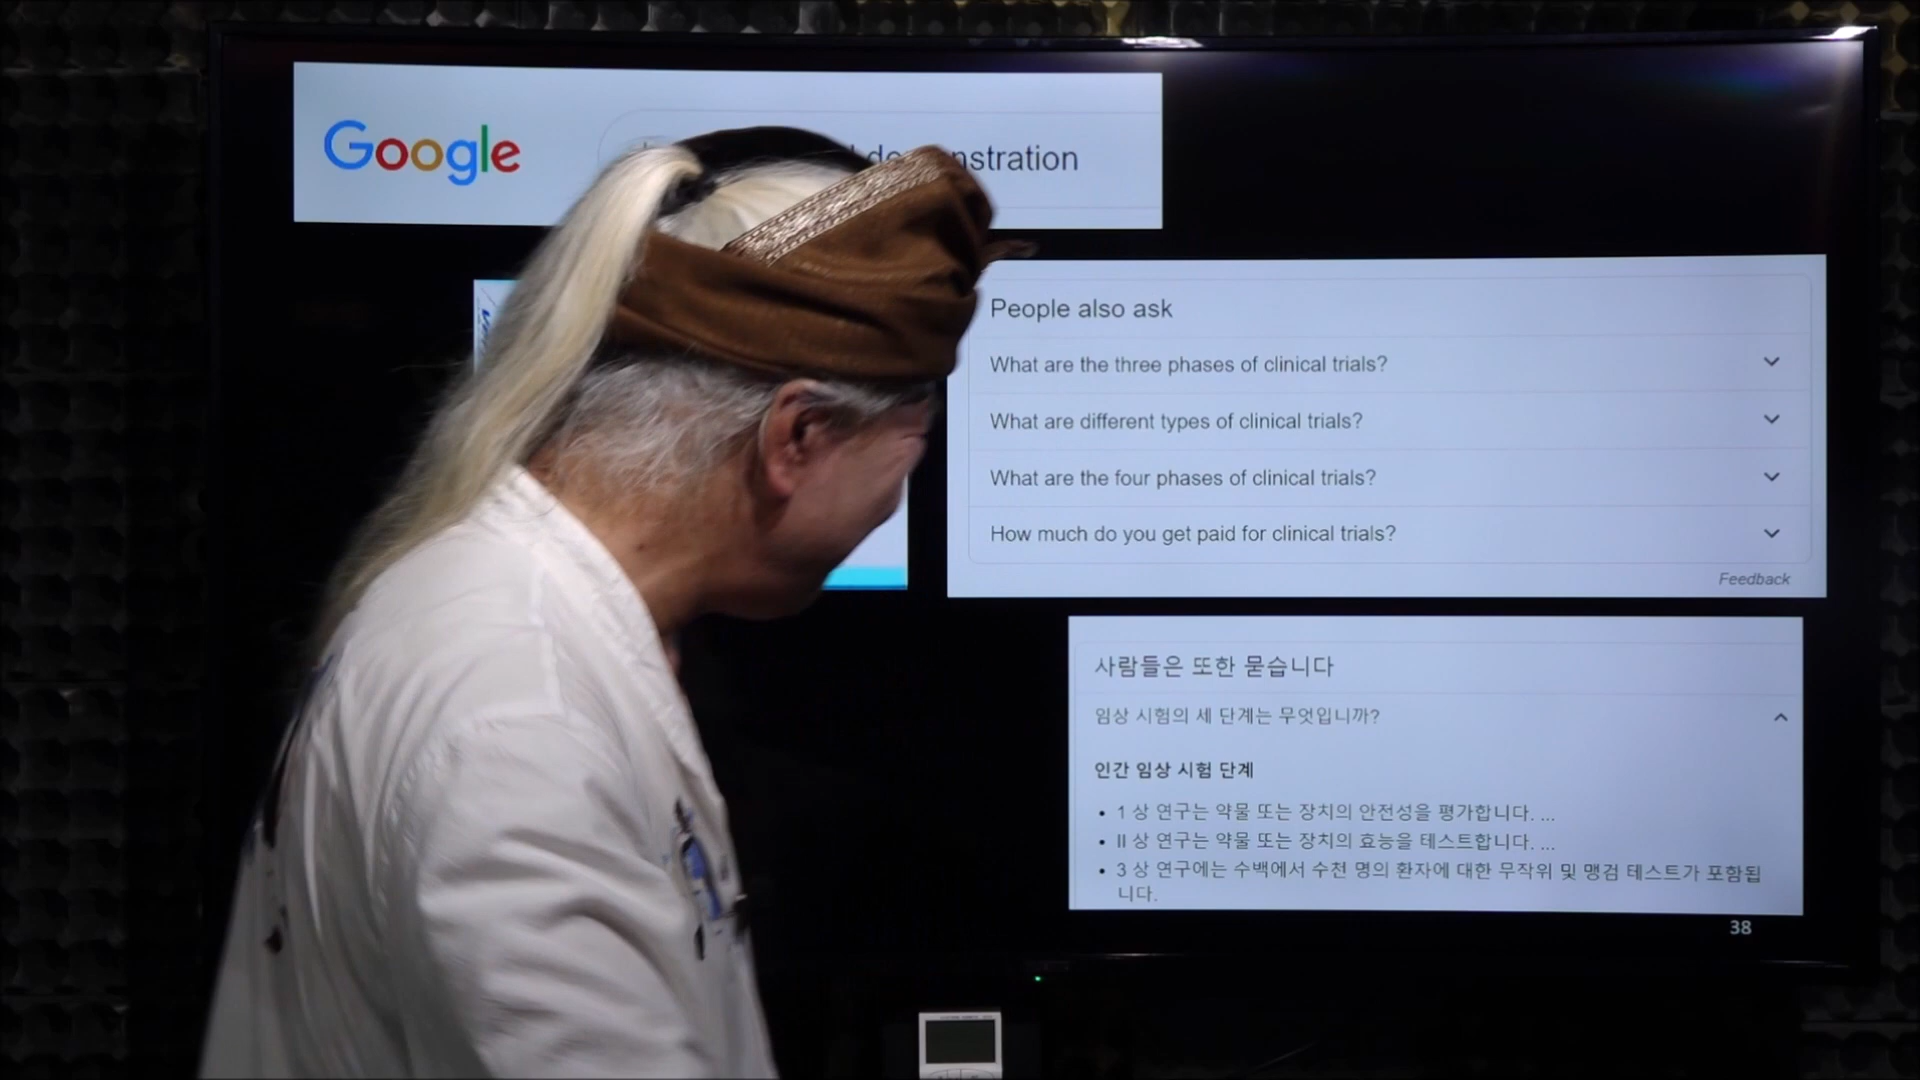 Google
nstration
People also ask
What are the three phases of clinical trials?
What are different types of clinical trials?
What are the four phases of clinical trials?
How much do you get paid for clinical trials?
Feedback
사람들은 또한 묻습니다
임상 시험의 세 단계는 무엇입니까?
인간 임상 시험 단계
• 1 상 연구는 약물 또는 장치의 안전성을 평가합니다. ...
• II 상 연구는 약물 또는 장치의 효능을 테스트합니다. ...
• 3 상 연구에는 수백에서 수천 명의 환자에 대한 무작위 및 맹검 테스트가 포함됩
니다.
38